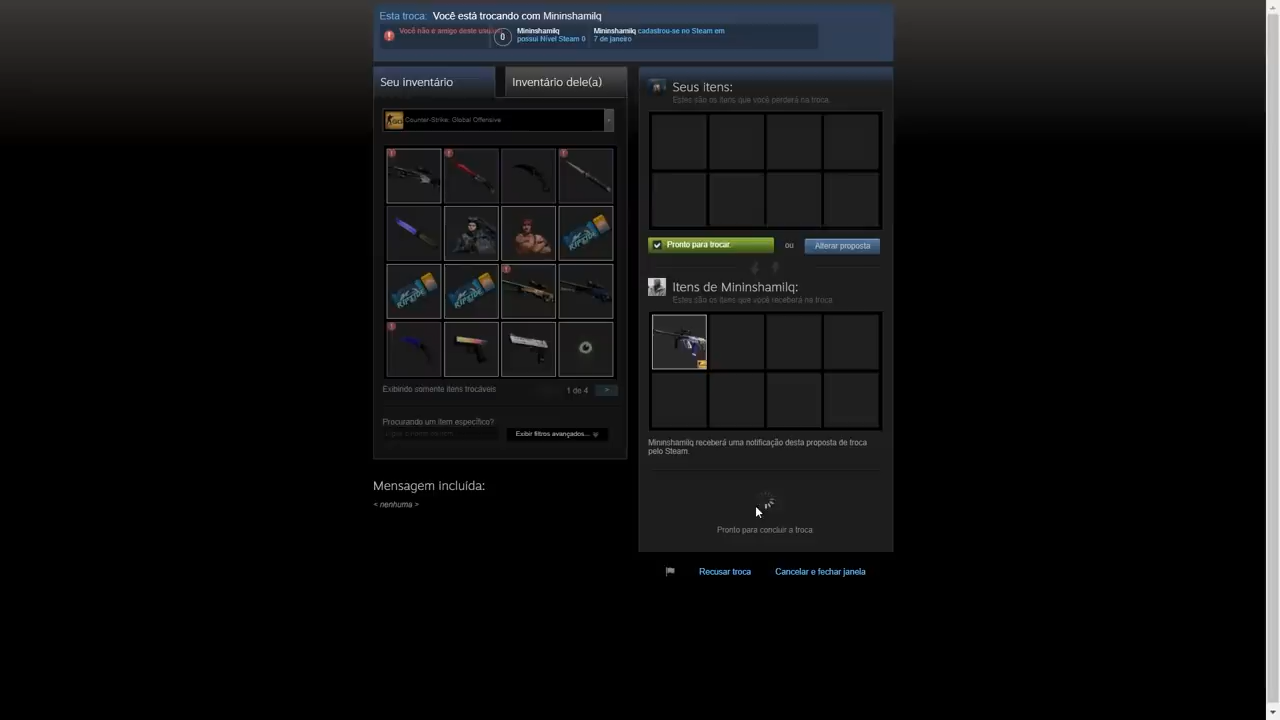 Esta troca: Você está trocando com Mininshamilq
Você não é amigo deste
0
Mininshamilq
possui Nível Steam 0
Mininshamilq cadastrou-se no Steam em
7 de janeiro
Seu inventário
Inventário dele(a)
Counter-Strike: Global Offensive
Exibindo somente itens trocáveis
1 de 4
>
Procurando um item específico?
Exibir filtros avançados...
Mensagem incluída:
< nenhuma >
Seus itens:
Estes são os itens que você perderá na troca.
Pronto para trocar.
ou
Alterar proposta
Itens de Mininshamilq:
Estes são os itens que você receberá na troca
Mininshamilq receberá uma notificação desta proposta de troca
pelo Steam.
Pronto para concluir a troca
Recusar troca
Cancelar e fechar janela